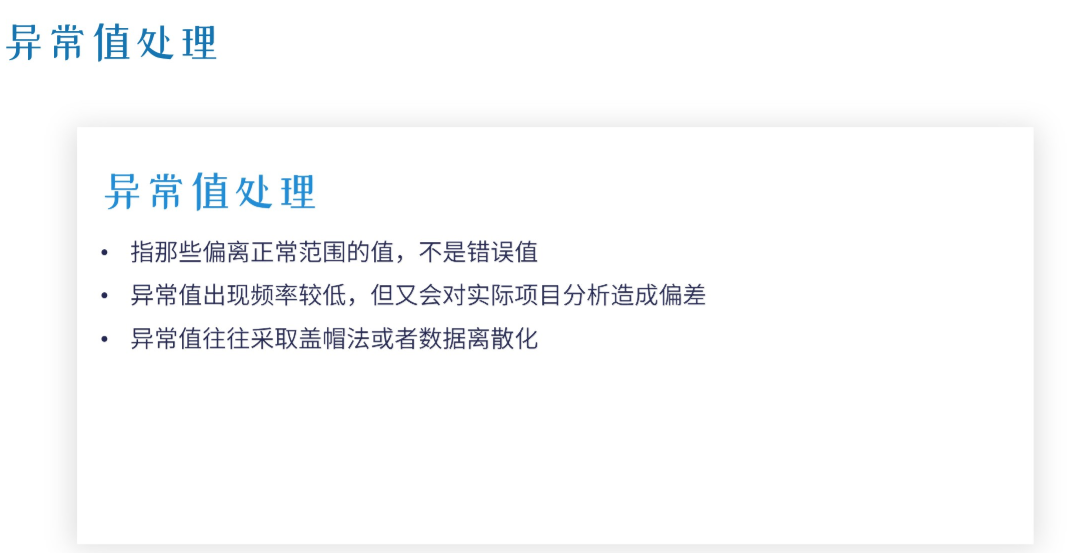 异常值处理
异常值处理
• 指那些偏离正常范围的值，不是错误值
• 异常值出现频率较低，但又会对实际项目分析造成偏差
• 异常值往往采取盖帽法或者数据离散化